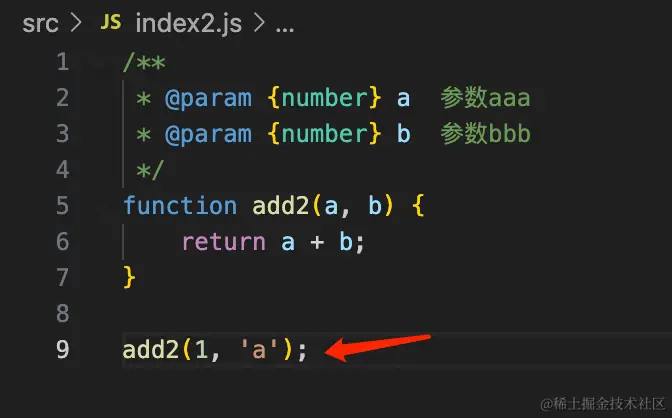 src > JS index2.js > ...
1 /**
2  * @param {number} a  参数aaa
3  * @param {number} b  参数bbb
4  */
5 function add2(a, b) {
6     return a + b;
7 }
8
9 add2(1, 'a');
@稀土掘金技术社区